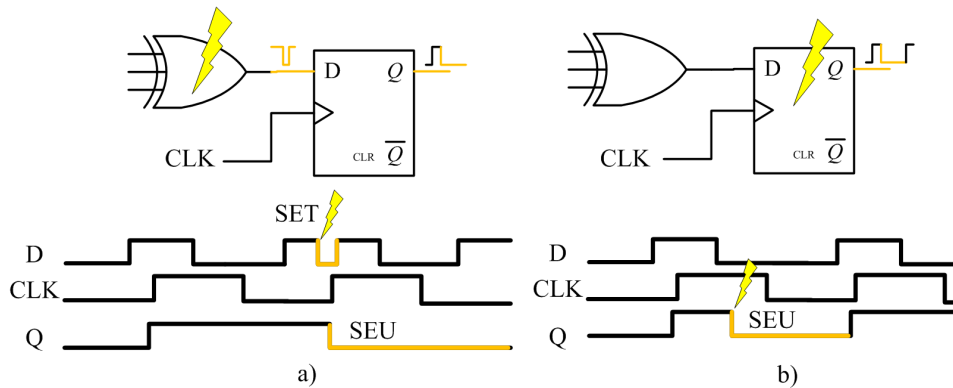 D Q
CLK
CLR Q
SET
D
CLK
Q SEU
a)
D Q
CLK
CLR Q
D
CLK
Q SEU
b)